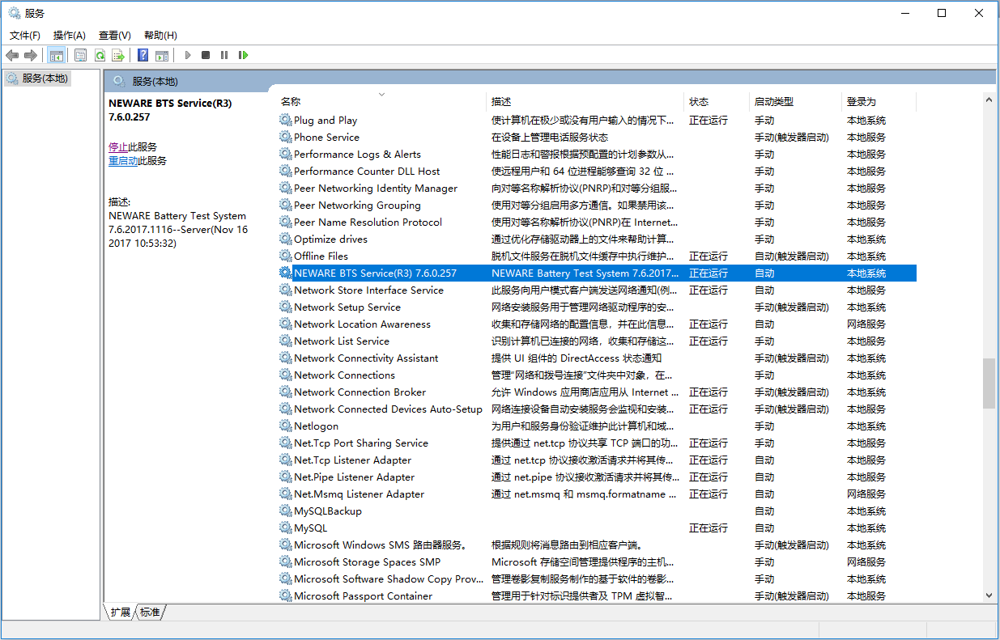 服务
文件(F) 操作(A) 查看(V) 帮助(H)
服务(本地)
服务(本地)
NEWARE BTS Service(R3)
7.6.0.257
停止此服务
重启动此服务
描述:
NEWARE Battery Test System
7.6.2017.1116--Server(Nov 16
2017 10:53:32)
名称 描述 状态 启动类型 登录为
Plug and Play 使计算机在极少或没有用户输入的情况下... 正在运行 手动 本地系统
Phone Service 在设备上管理电话服务状态 手动(触发器启动) 本地服务
Performance Logs & Alerts 性能日志和警报根据预配置的计划参数从... 手动 本地服务
Performance Counter DLL Host 使远程用户和 64 位进程能够查询 32 位 ... 手动 本地服务
Peer Networking Identity Manager 向对等名称解析协议(PNRP)和对等分组服... 手动 本地服务
Peer Networking Grouping 使用对等分组启用多方通信。如果禁用该... 手动 本地服务
Peer Name Resolution Protocol 使用对等名称解析协议(PNRP)在 Internet... 手动 本地服务
Optimize drives 通过优化存储驱动器上的文件来帮助计算... 手动 本地系统
Offline Files 脱机文件服务在脱机文件缓存中执行维护... 正在运行 自动(触发器启动) 本地系统
NEWARE BTS Service(R3) 7.6.0.257 NEWARE Battery Test System 7.6.2017... 正在运行 自动 本地系统
Network Store Interface Service 此服务向用户模式客户端发送网络通知(例... 正在运行 自动 本地服务
Network Setup Service 网络安装服务用于管理网络驱动程序的安... 手动(触发器启动) 本地系统
Network Location Awareness 收集和存储网络的配置信息，并在此信息... 正在运行 自动 网络服务
Network List Service 识别计算机已连接的网络，收集和存储这... 正在运行 手动 本地服务
Network Connectivity Assistant 提供 UI 组件的 DirectAccess 状态通知 手动(触发器启动) 本地系统
Network Connections 管理“网络和拨号连接”文件夹中对象，在... 手动 本地系统
Network Connection Broker 允许 Windows 应用商店应用从 Internet ... 正在运行 手动(触发器启动) 本地系统
Network Connected Devices Auto-Setup 网络连接设备自动安装服务会监视和安装... 正在运行 手动(触发器启动) 本地服务
Netlogon 为用户和服务身份验证维护此计算机和域... 手动 本地系统
Net.Tcp Port Sharing Service 提供通过 net.tcp 协议共享 TCP 端口的功... 正在运行 手动 本地服务
Net.Tcp Listener Adapter 通过 net.tcp 协议接收激活请求并将其传... 正在运行 自动 本地服务
Net.Pipe Listener Adapter 通过 net.pipe 协议接收激活请求并将其传... 正在运行 自动 本地服务
Net.Msmq Listener Adapter 通过 net.msmq 和 msmq.formatname ... 正在运行 自动 网络服务
MySQLBackup 自动 本地系统
MySQL 正在运行 自动 本地系统
Microsoft Windows SMS 路由器服务。 根据规则将消息路由到相应客户端。 手动(触发器启动) 本地系统
Microsoft Storage Spaces SMP Microsoft 存储空间管理提供程序的主机... 手动 网络服务
Microsoft Software Shadow Copy Prov... 管理卷影复制服务制作的基于软件的卷影... 手动 本地系统
Microsoft Passport Container 管理用于针对标识提供者及 TPM 虚拟智... 手动(触发器启动) 本地服务
扩展 标准